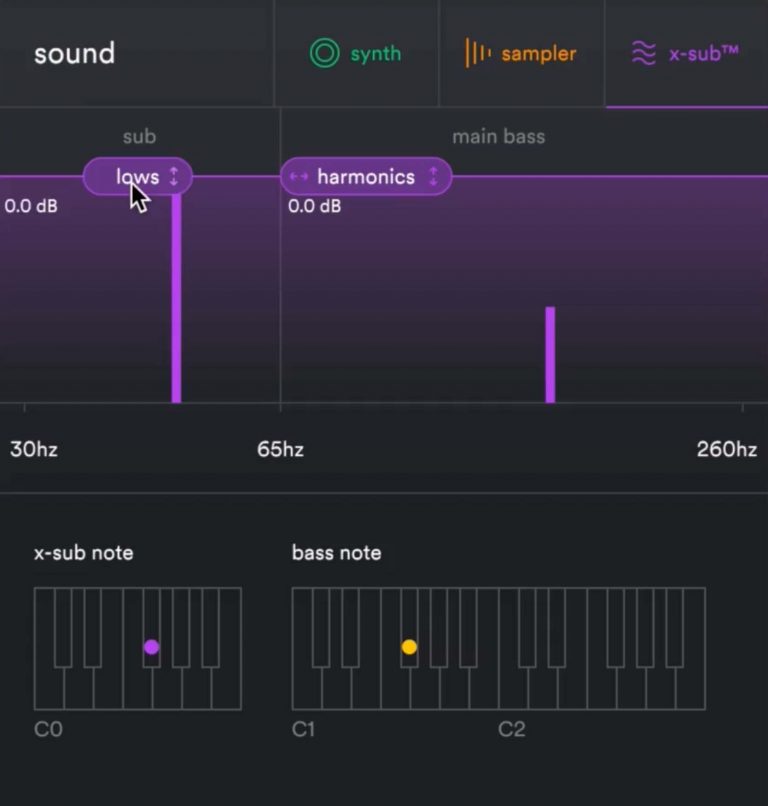 sound
synth
sampler
x-sub™
sub
main bass
lows
harmonics
0.0 dB
0.0 dB
30hz
65hz
260hz
x-sub note
bass note
C0
C1
C2